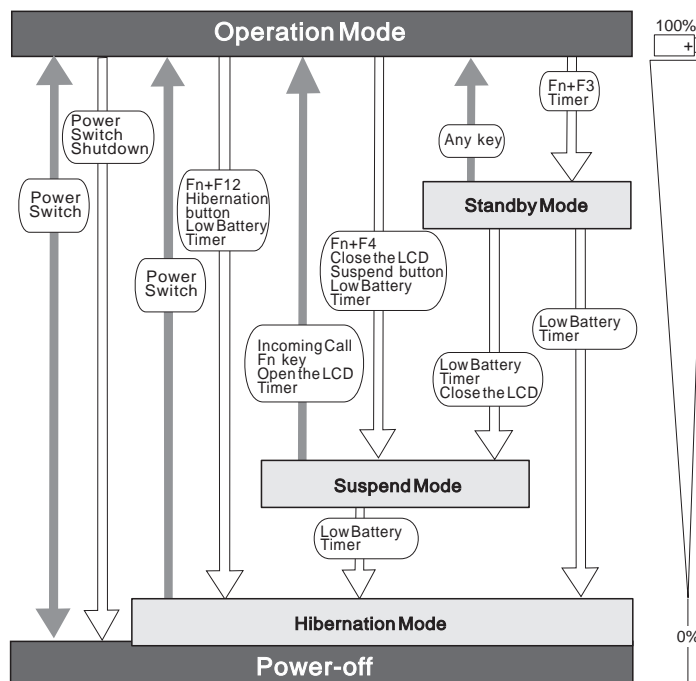 Operation Mode
100%
+
Fn+F3
Timer
Power
Switch
Shutdown
Any key
Power
Switch
Fn+F12
Hibernation
button
Low Battery
Timer
Standby Mode
Fn+F4
Close the LCD
Suspend button
Low Battery
Timer
Power
Switch
Low Battery
Timer
Incoming Call
Fn key
Open the LCD
Timer
Low Battery
Timer
Close the LCD
Suspend Mode
Low Battery
Timer
Hibernation Mode
0%
Power-off